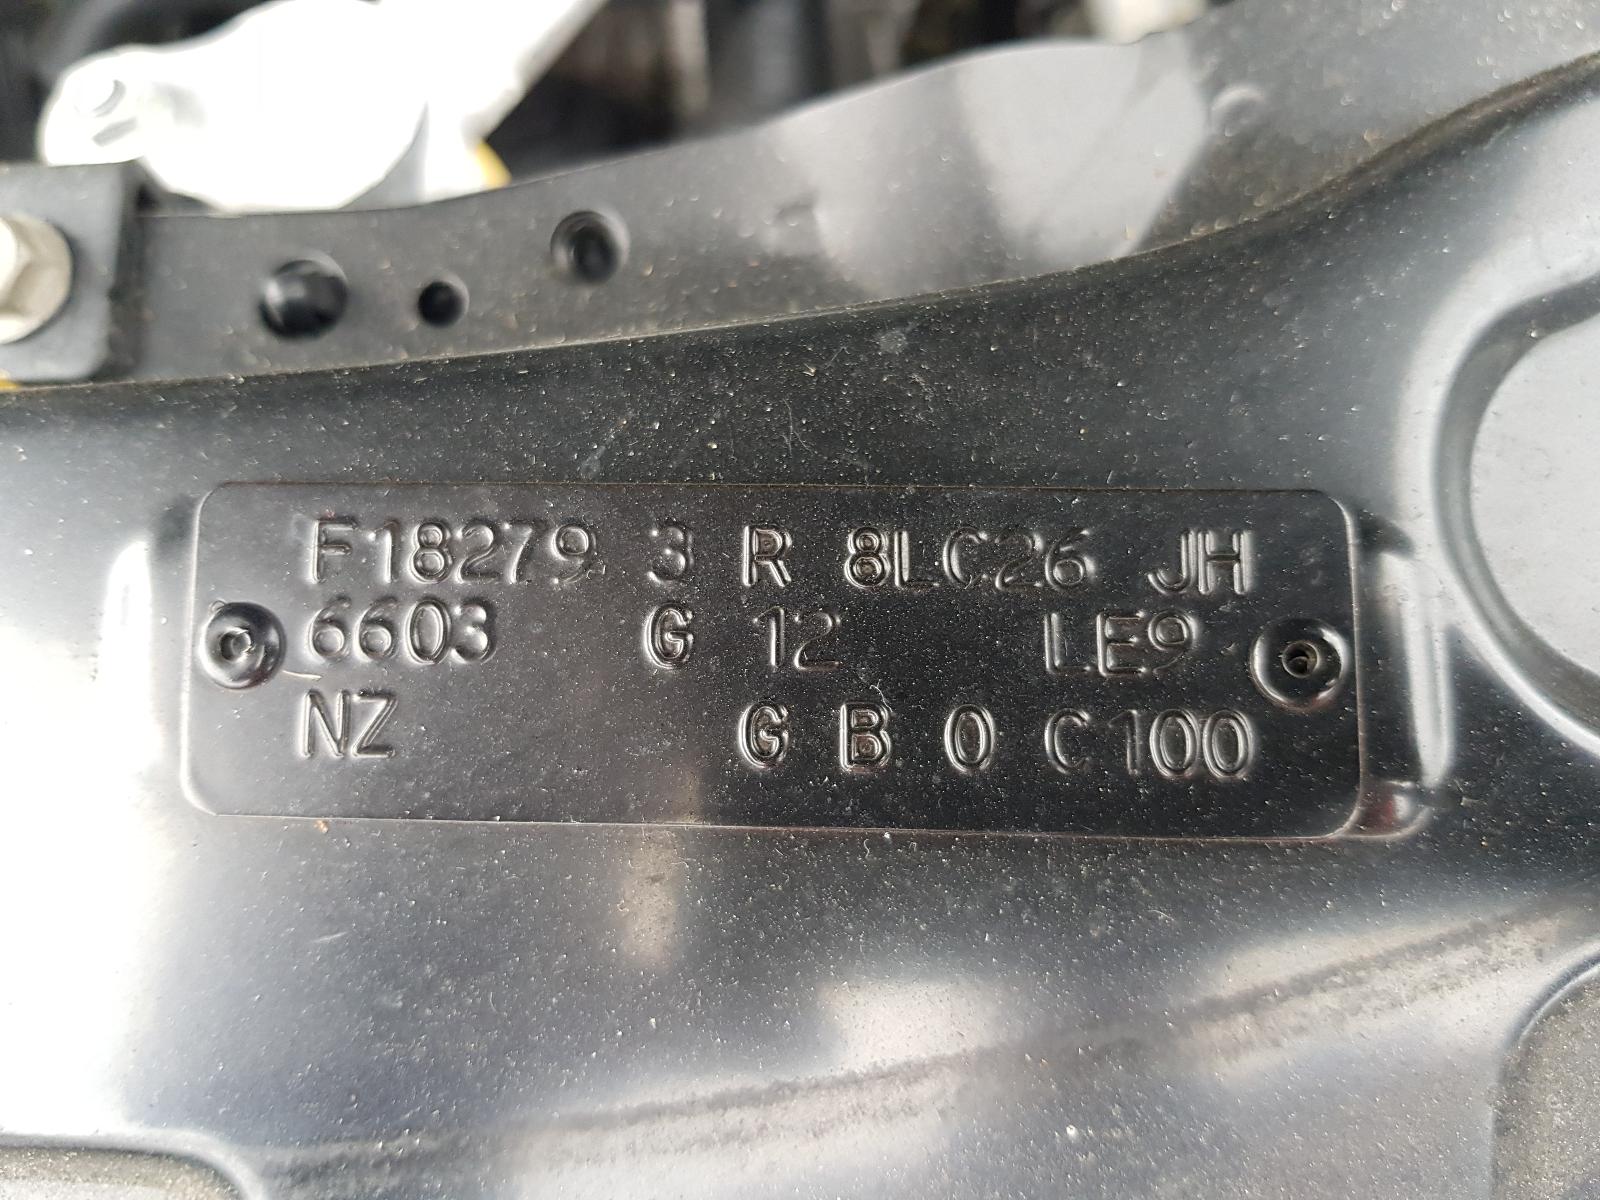 F18279 3 R 8LC26 JH
6603 G 12 LE9
NZ G B 0 C100